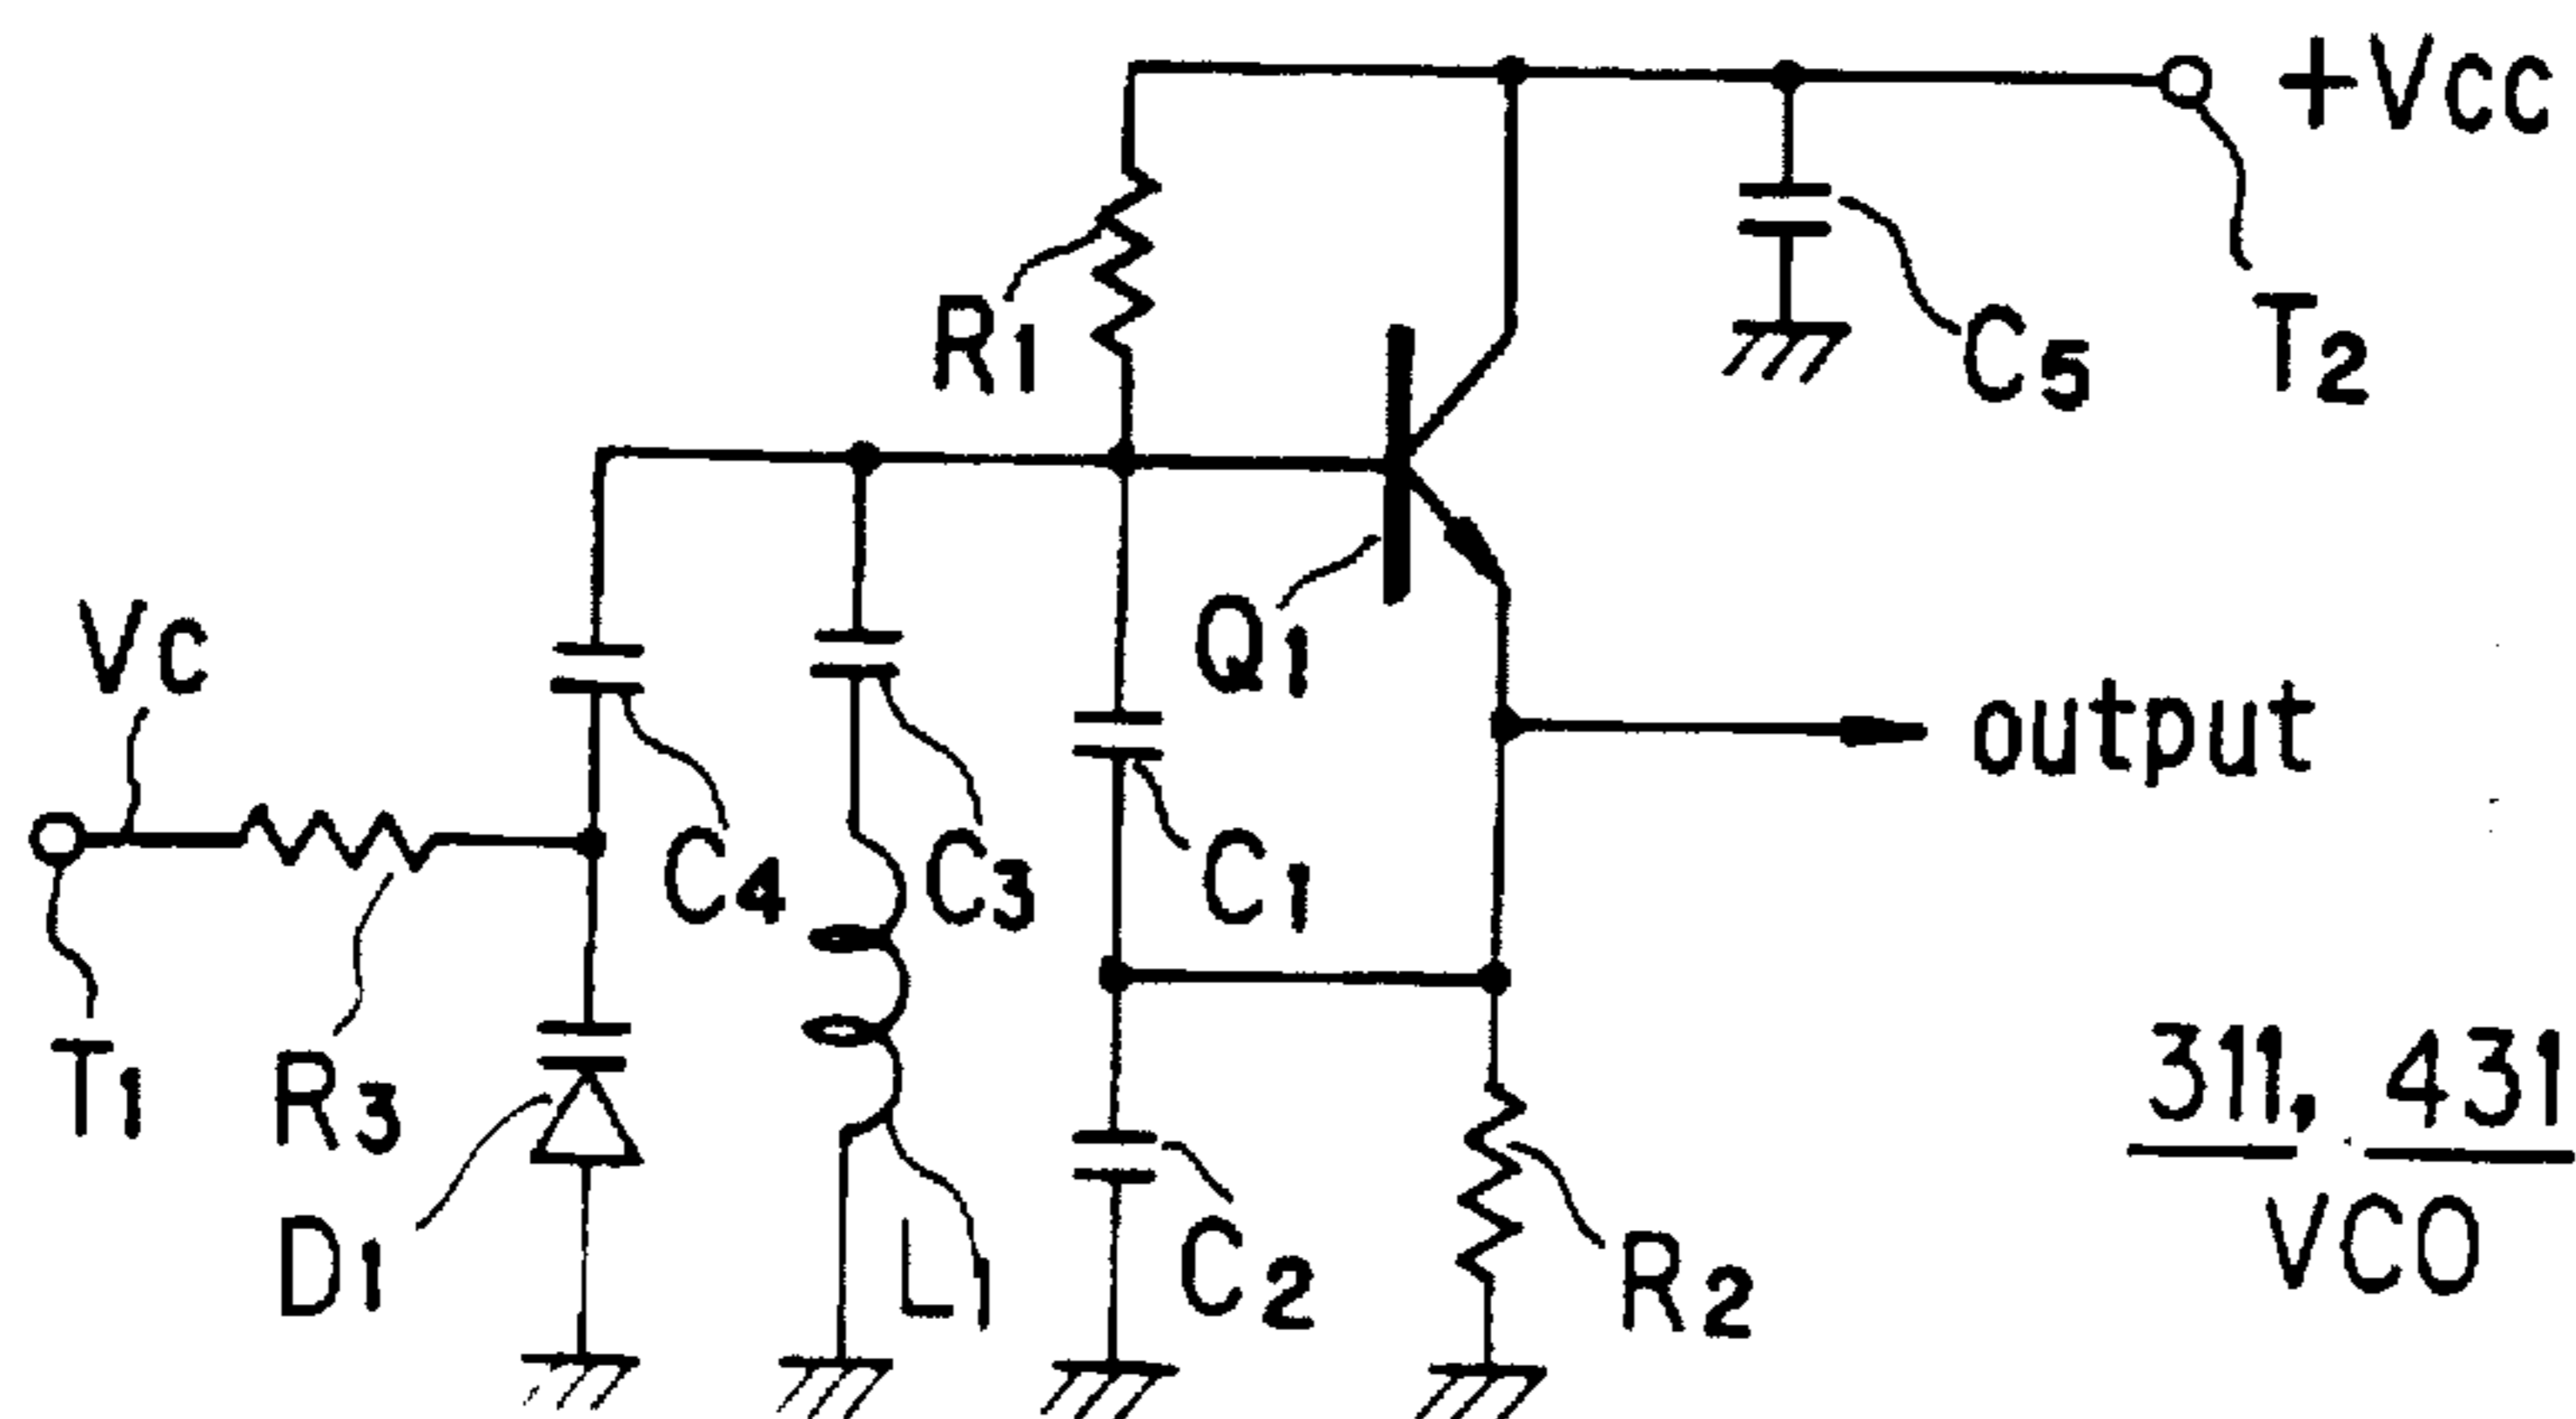 +Vcc
R1
C5
T2
Vc
Q1
output
C4
C3
C1
T1
R3
D1
L1
C2
R2
311, 431
VCO